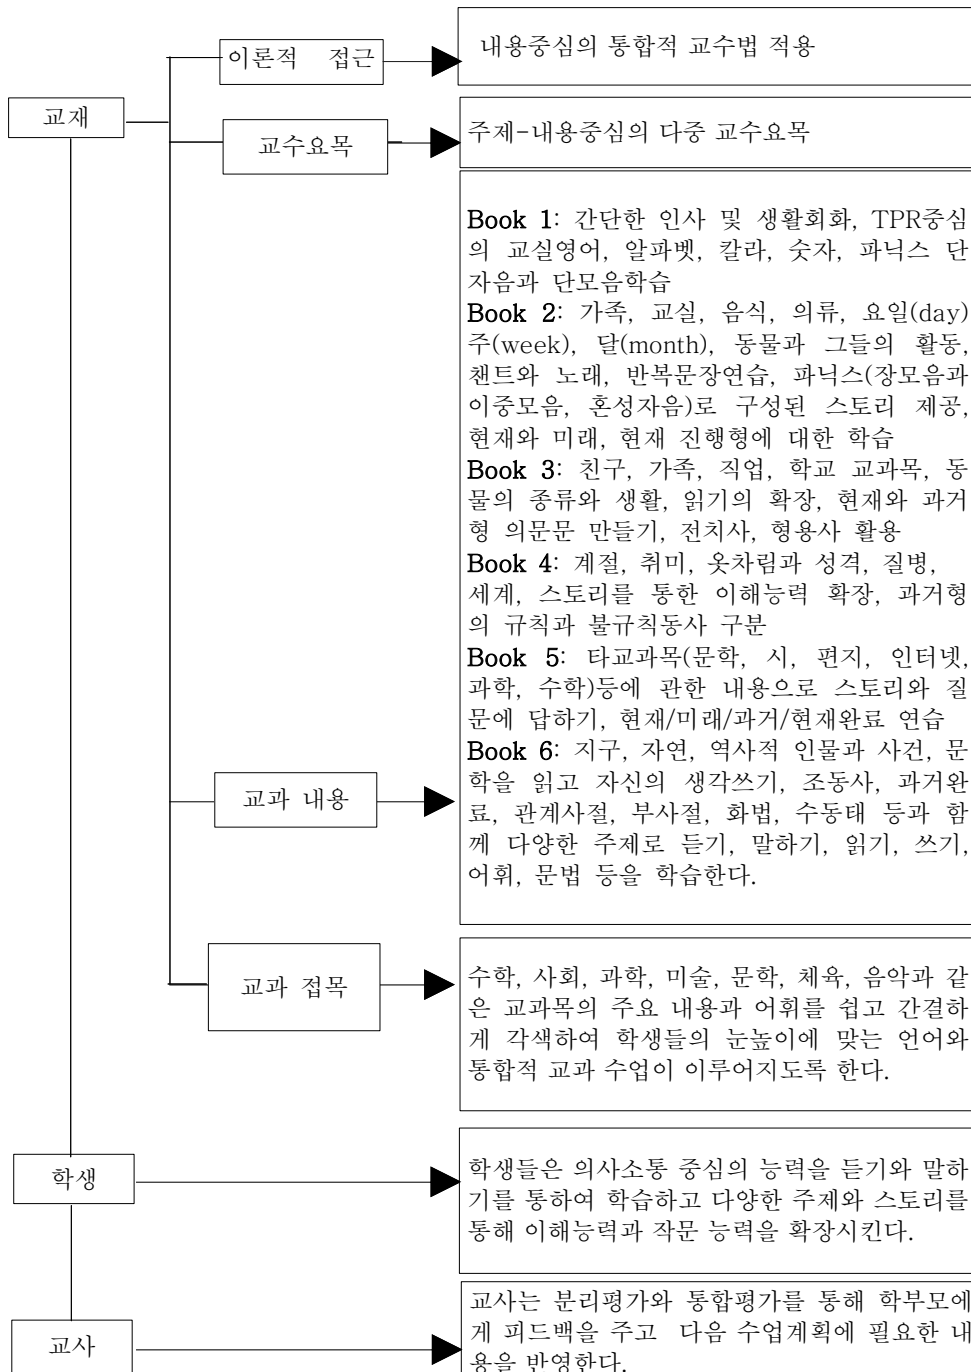 이론적 접근
내용중심의 통합적 교수법 적용
교재
교수요목
주제-내용중심의 다중 교수요목
Book 1: 간단한 인사 및 생활회화, TPR중심
의 교실영어, 알파벳, 칼라, 숫자, 파닉스 단
자음과 단모음학습
Book 2: 가족, 교실, 음식, 의류, 요일(day)
주(week), 달(month), 동물과 그들의 활동,
챈트와 노래, 반복문장연습, 파닉스(장모음과
이중모음, 혼성자음)로 구성된 스토리 제공,
현재와 미래, 현재 진행형에 대한 학습
Book 3: 친구, 가족, 직업, 학교 교과목, 동
물의 종류와 생활, 읽기의 확장, 현재와 과거
형 의문문 만들기, 전치사, 형용사 활용
Book 4: 계절, 취미, 옷차림과 성격, 질병,
세계, 스토리를 통한 이해능력 확장, 과거형
의 규칙과 불규칙동사 구분
Book 5: 타교과목(문학, 시, 편지, 인터넷,
과학, 수학)등에 관한 내용으로 스토리와 질
문에 답하기, 현재/미래/과거/현재완료 연습
Book 6: 지구, 자연, 역사적 인물과 사건, 문
학을 읽고 자신의 생각쓰기, 조동사, 과거완
료, 관계사절, 부사절, 화법, 수동태 등과 함
께 다양한 주제로 듣기, 말하기, 읽기, 쓰기,
어휘, 문법 등을 학습한다.
교과 내용
교과 접목
수학, 사회, 과학, 미술, 문학, 체육, 음악과 같
은 교과목의 주요 내용과 어휘를 쉽고 간결하
게 각색하여 학생들의 눈높이에 맞는 언어와
통합적 교과 수업이 이루어지도록 한다.
학생
학생들은 의사소통 중심의 능력을 듣기와 말하
기를 통하여 학습하고 다양한 주제와 스토리를
통해 이해능력과 작문 능력을 확장시킨다.
교사
교사는 분리평가와 통합평가를 통해 학부모에
게 피드백을 주고 다음 수업계획에 필요한 내
용을 반영한다.